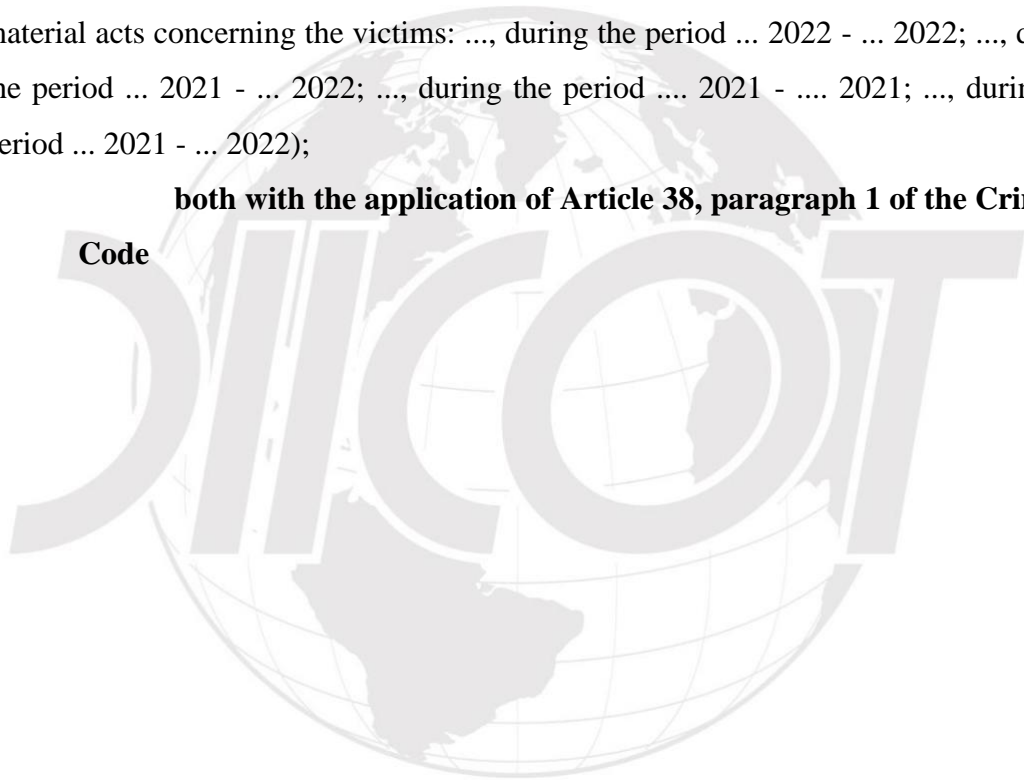 material acts concerning the victims: ..., during the period ... 2022 - ... 2022; ...,
the period ... 2021 - ... 2022; ..., during the period .... 2021 - .... 2021; ...,
period ... 2021 - ... 2022);
both with the application of Article 38, paragraph 1 of the
Code
DIICOT